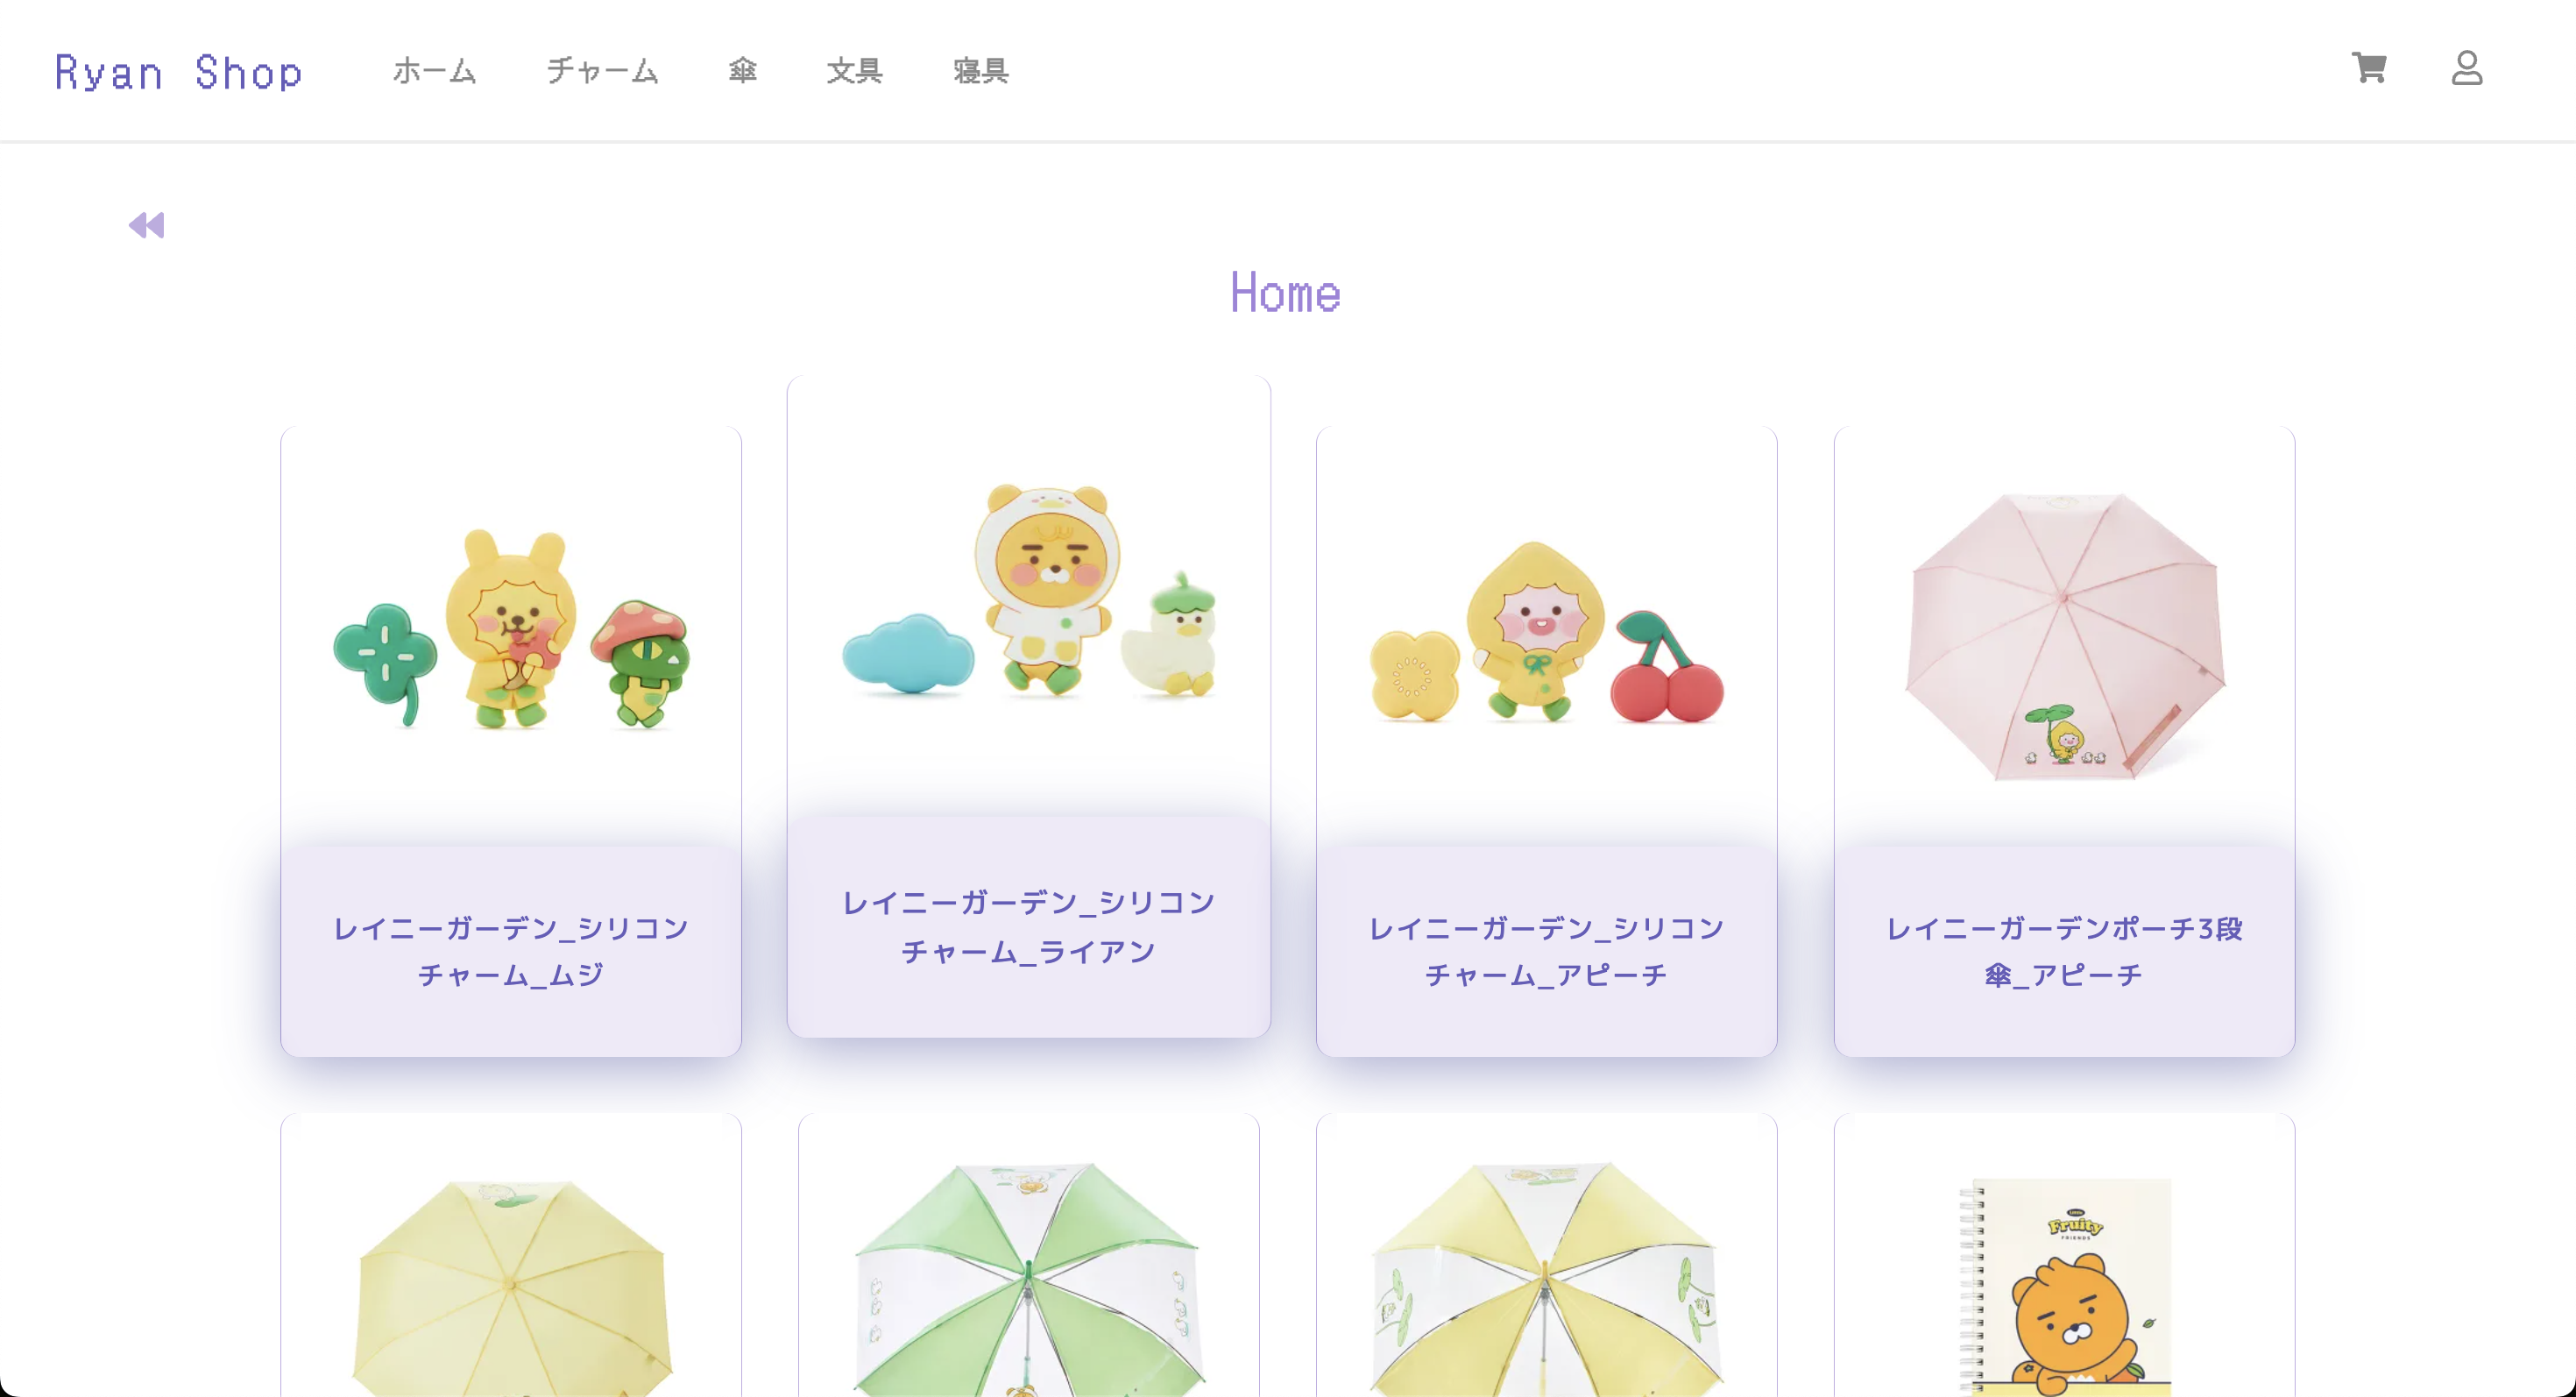 Ryan Shop ホーム チャーム 傘 文具 寝具
Home
レイニーガーデン_シリコン
チャーム_ムジ
レイニーガーデン_シリコン
チャーム_ライアン
レイニーガーデン_シリコン
チャーム_アピーチ
レイニーガーデンポーチ3段
傘_アピーチ
Little
Fruity
FRIENDS